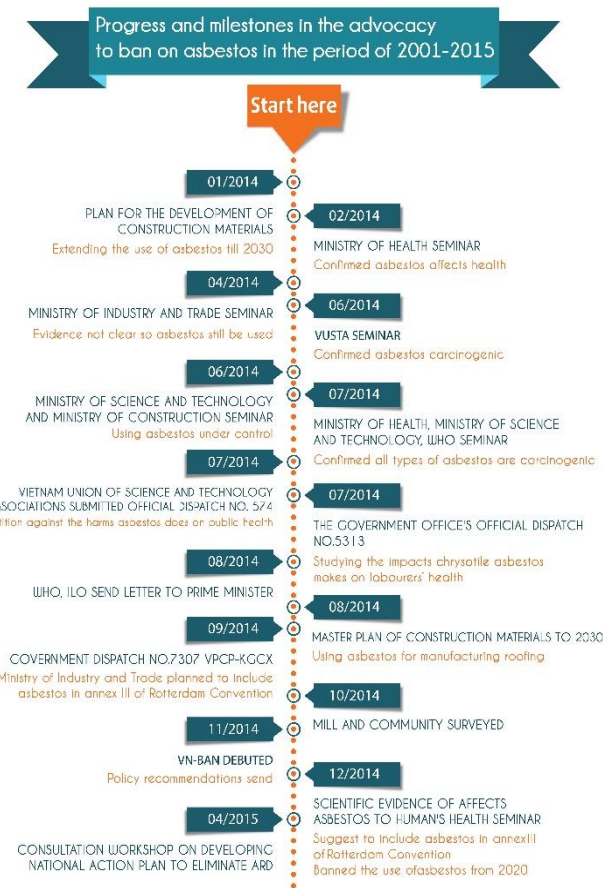 Progress and milestones in the advocacy
to ban on asbestos in the period of 2001-2015
Start here
01/2014
PLAN FOR THE DEVELOPMENT OF
CONSTRUCTION MATERIALS
Extending the use of asbestos till 2030
02/2014
MINISTRY OF HEALTH SEMINAR
Confirmed asbestos affects health
04/2014
MINISTRY OF INDUSTRY AND TRADE SEMINAR
Evidence not clear so asbestos still be used
06/2014
VUSTA SEMINAR
Confirmed asbestos carcinogenic
06/2014
MINISTRY OF SCIENCE AND TECHNOLOGY
AND MINISTRY OF CONSTRUCTION SEMINAR
Using asbestos under control
07/2014
MINISTRY OF HEALTH, MINISTRY OF SCIENCE
AND TECHNOLOGY, WHO SEMINAR
Confirmed all types of asbestos are carcinogenic
07/2014
VIETNAM UNION OF SCIENCE AND TECHNOLOGY
SSOCIATIONS SUBMITTED OFFICIAL DISPATCH NO. 574
ition against the harms asbestos does on public health
07/2014
THE GOVERNMENT OFFICE'S OFFICIAL DISPATCH
NO.5313
Studying the impacts chrysotile asbestos
makes on labourers' health
08/2014
WHO, ILO SEND LETTER TO PRIME MINISTER
08/2014
MASTER PLAN OF CONSTRUCTION MATERIALS TO 2030
Using asbestos for manufacturing roofing
09/2014
GOVERNMENT DISPATCH NO.7307 VPCP-KGCX
Ministry of Industry and Trade planned to include
asbestos in annex III of Rotterdam Convention
10/2014
MILL AND COMMUNITY SURVEYED
11/2014
VN-BAN DEBUTED
Policy recommendations send
12/2014
SCIENTIFIC EVIDENCE OF AFFECTS
ASBESTOS TO HUMAN'S HEALTH SEMINAR
Suggest to include asbestos in annexIII
of Rotterdam Convention
Banned the use ofasbestos from 2020
04/2015
CONSULTATION WORKSHOP ON DEVELOPING
NATIONAL ACTION PLAN TO ELIMINATE ARD